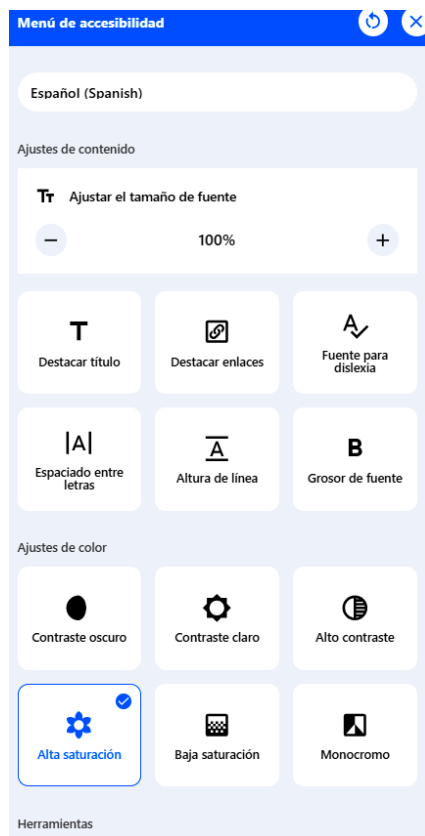 Menú de accesibilidad
Español (Spanish)
Ajustes de contenido
Ajustar el tamaño de fuente
100%
Destacar título
Destacar enlaces
Fuente para
dislexia
Espaciado entre
letras
Altura de línea
Grosor de fuente
Ajustes de color
Contraste oscuro
Contraste claro
Alto contraste
Alta saturación
Baja saturación
Monocromo
Herramientas